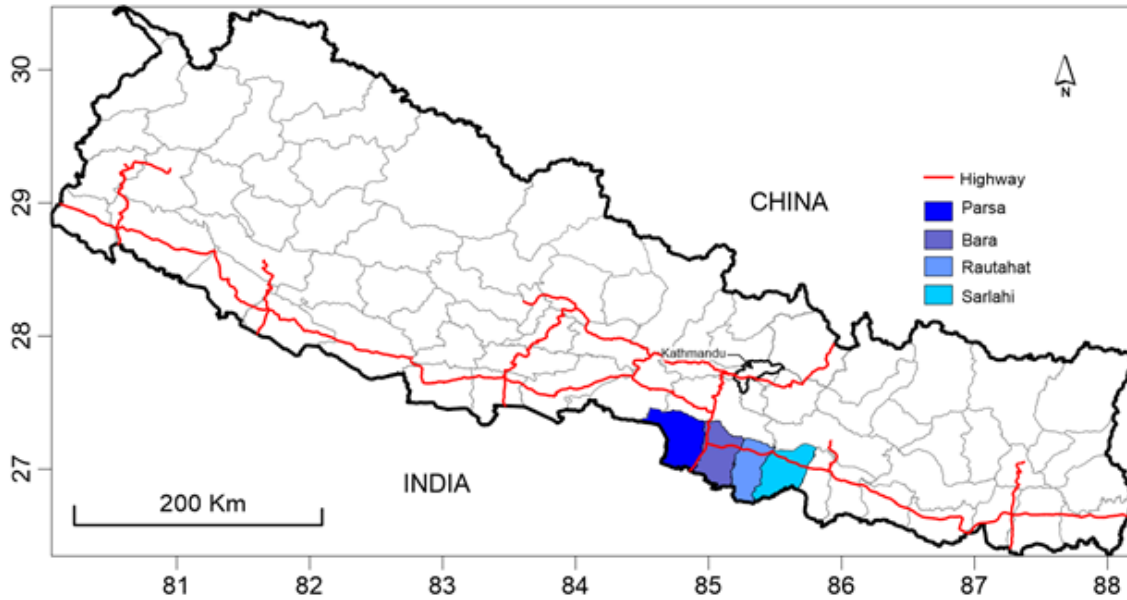 30
29
28
27
N
CHINA
Highway
Parsa
Bara
Rautahat
Sarlahi
Kathmandu
INDIA
200 Km
81
82
83
84
85
86
87
88